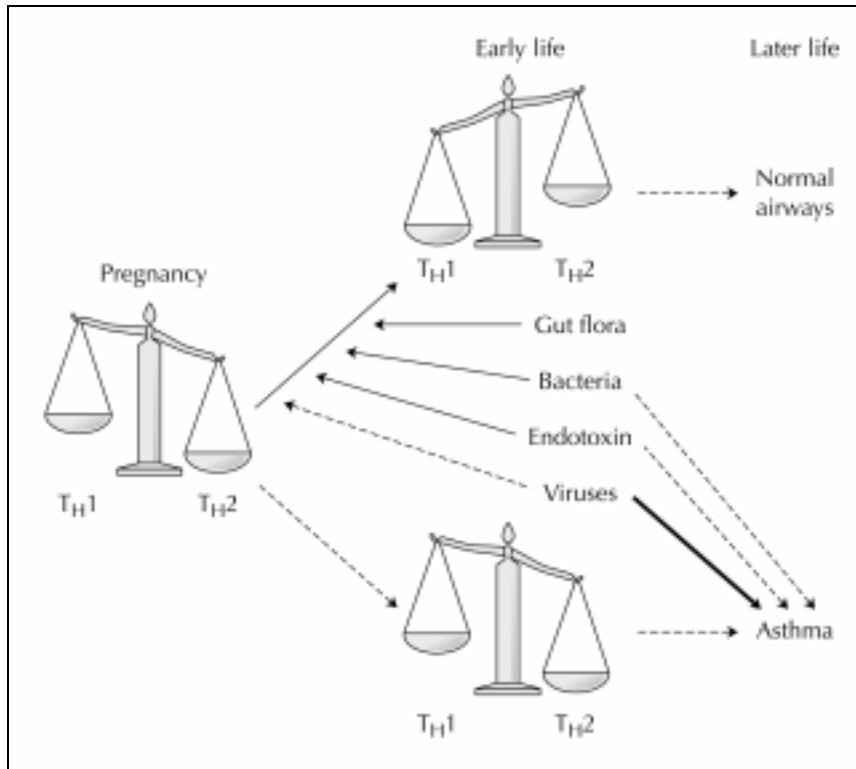 Early life
Later life
Normal
airways
TH1
TH2
Pregnancy
Gut flora
Bacteria
Endotoxin
Viruses
TH1
TH2
Asthma
TH1
TH2